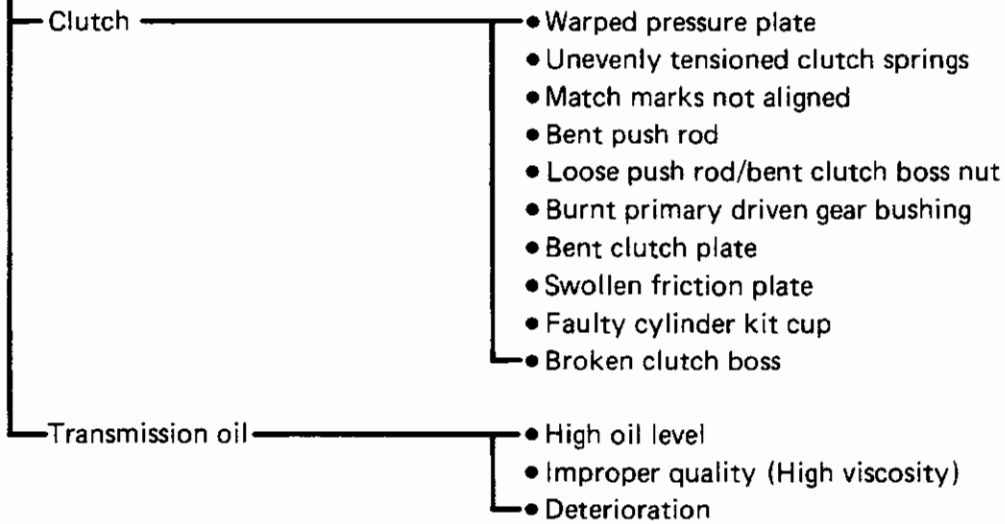 Clutch
• Warped pressure plate
• Unevenly tensioned clutch springs
• Match marks not aligned
• Bent push rod
• Loose push rod/bent clutch boss nut
• Burnt primary driven gear bushing
• Bent clutch plate
• Swollen friction plate
• Faulty cylinder kit cup
• Broken clutch boss
Transmission oil
• High oil level
• Improper quality (High viscosity)
• Deterioration